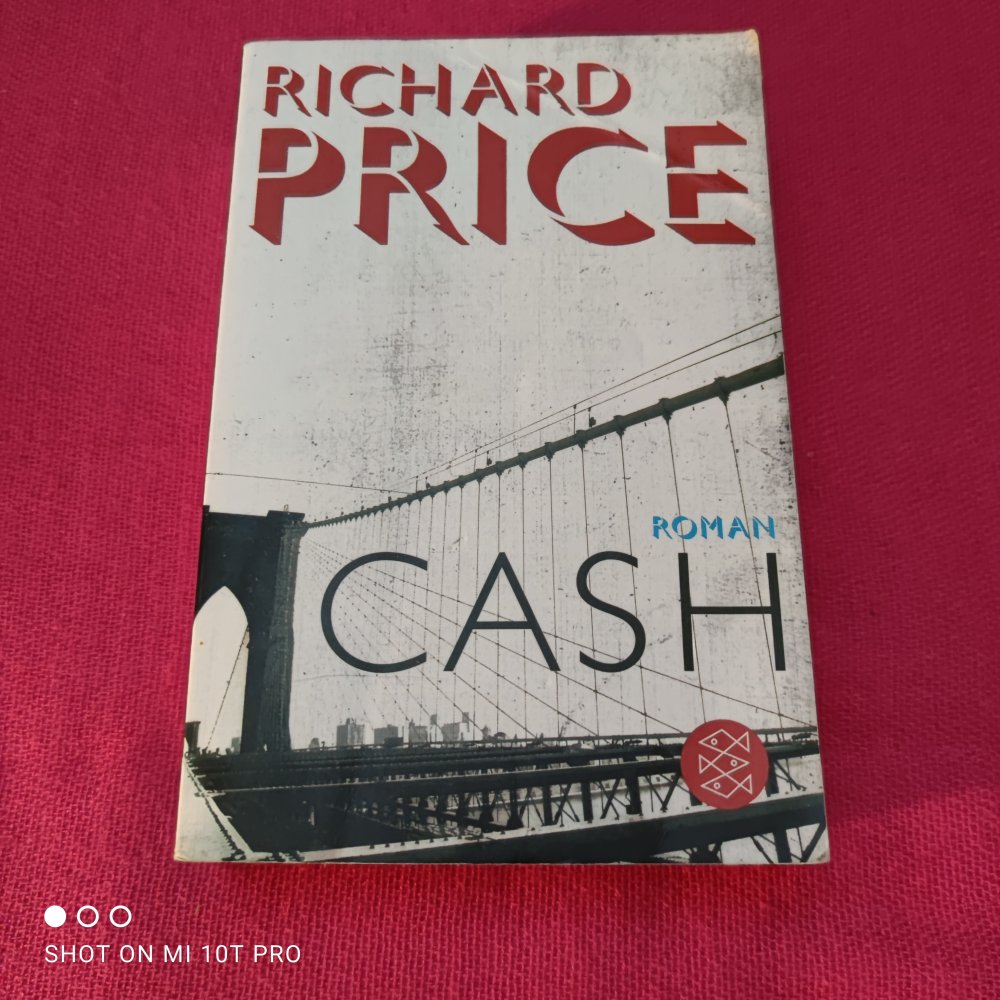 RICHARD
PRICE
ROMAN
CASH
SHOT ON MI 10T PRO